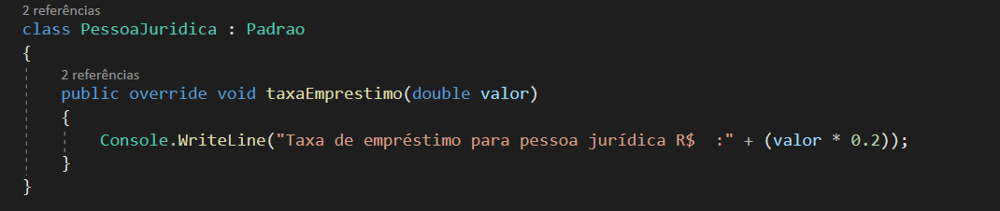 2 referências
class PessoaJuridica : Padrao
{
2 referências
public override void taxaEmprestimo(double valor)
{
Console.WriteLine("Taxa de empréstimo para pessoa jurídica R$  :" + (valor * 0.2));
}
}